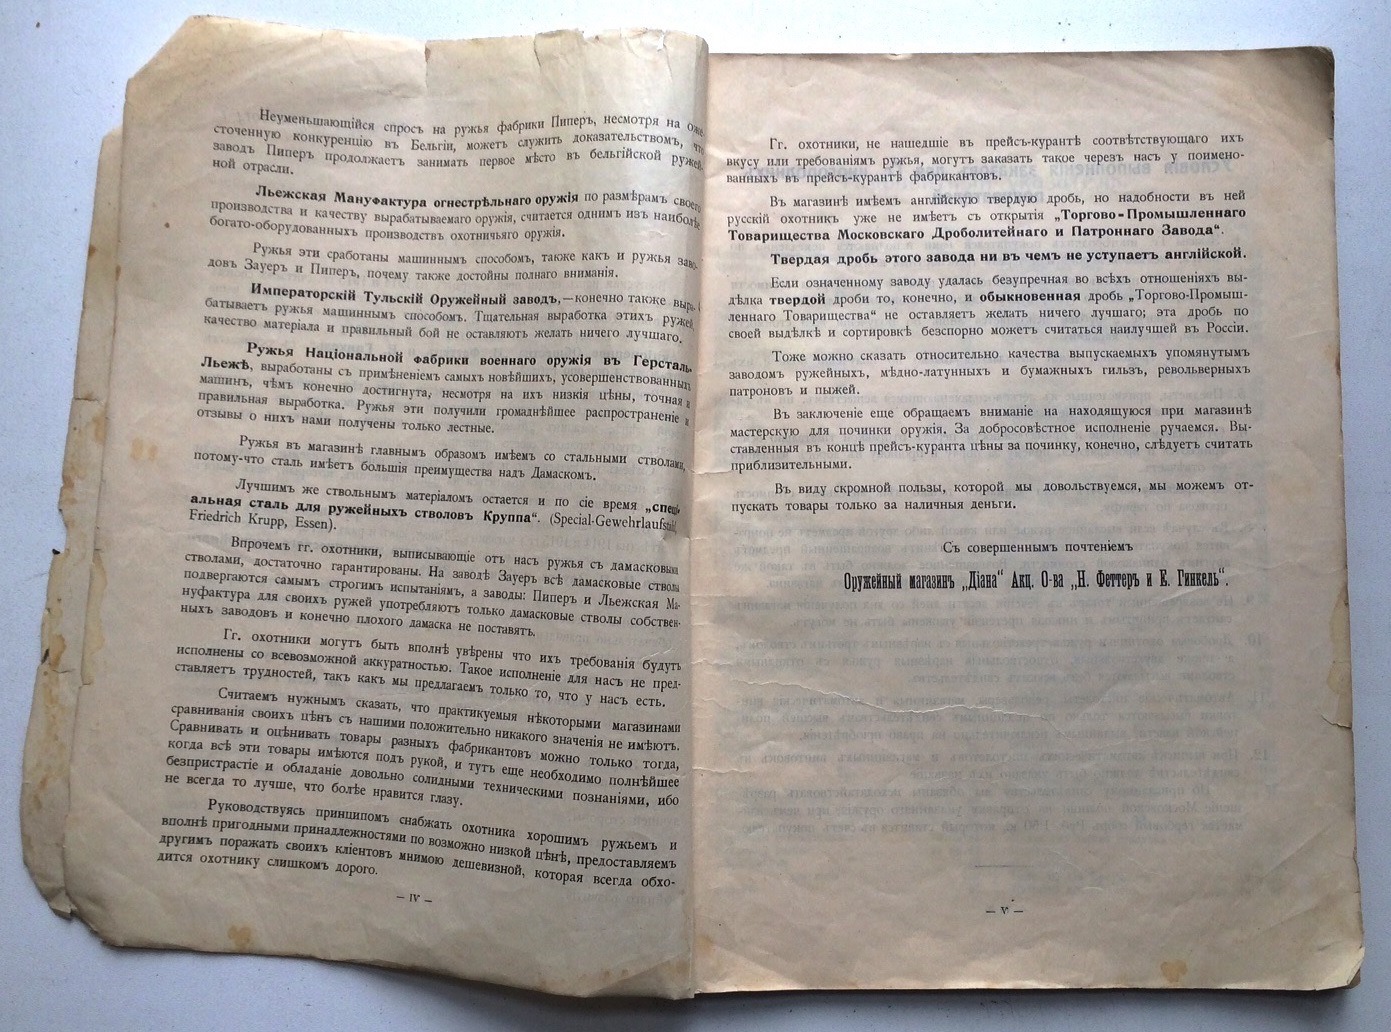 Неуменьшающійся спросъ на ружья фабрики Пиперъ, несмотря на оже-
сточенную конкуренцію въ Бельгіи, можетъ служить доказательствомъ, что
заводъ Пиперъ продолжаетъ занимать первое мѣсто въ бельгійской ружей-
ной отрасли.
Льежская Мануфактура огнестрѣльнаго оружія по размѣрамъ своего
производства и качеству вырабатываемаго оружія, считается однимъ изъ наиболѣе
богато-оборудованныхъ производствъ охотничьяго оружія.
Ружья эти сработаны машиннымъ способомъ, также какъ и ружья заво-
довъ Зауеръ и Пиперъ, почему также достойны полнаго вниманія.
Императорскій Тульскій Оружейный заводъ,—конечно также выра-
батываетъ ружья машиннымъ способомъ. Тщательная выработка этихъ ружей,
качество матеріала и правильный бой не оставляютъ желать ничего лучшаго.
Ружья Національной фабрики военнаго оружія въ Герсталь-
Льежѣ, выработаны съ примѣненіемъ самыхъ новѣйшихъ, усовершенствованныхъ
машинъ, чѣмъ конечно достигнута, несмотря на ихъ низкія цѣны, точная и
правильная выработка. Ружья эти получили громаднѣйшее распространеніе и
отзывы о нихъ нами получены только лестные.
Ружья въ магазинѣ главнымъ образомъ имѣемъ со стальными стволами,
потому-что сталь имѣетъ большія преимущества надъ Дамаскомъ.
Лучшимъ же ствольнымъ матеріаломъ остается и по сіе время „спеці-
альная сталь для ружейныхъ стволовъ Круппа“. (Special-Gewehrlaufstahl,
Friedrich Krupp, Essen).
Впрочемъ гг. охотники, выписывающіе отъ насъ ружья съ дамасковыми
стволами, достаточно гарантированы. На заводѣ Зауеръ всѣ дамасковые стволы
подвергаются самымъ строгимъ испытаніямъ, а заводы: Пиперъ и Льежская Ма-
нуфактура для своихъ ружей употребляютъ только дамасковые стволы собствен-
ныхъ заводовъ и конечно плохого дамаска не поставятъ.
Гг. охотники могутъ быть вполнѣ увѣрены что ихъ требованія будутъ
исполнены со всевозможной аккуратностью. Такое исполненіе для насъ не пред-
ставляетъ трудностей, такъ какъ мы предлагаемъ только то, что у насъ есть.
Считаемъ нужнымъ сказать, что практикуемыя нѣкоторыми магазинами
сравниванія своихъ цѣнъ съ нашими положительно никакого значенія не имѣютъ.
Сравнивать и оцѣнивать товары разныхъ фабрикантовъ можно только тогда,
когда всѣ эти товары имѣются подъ рукой, и тутъ еще необходимо полнѣйшее
безпристрастіе и обладаніе довольно солидными техническими познаніями, ибо
не всегда то лучше, что болѣе нравится глазу.
Руководствуясь принципомъ снабжать охотника хорошимъ ружьемъ и
вполнѣ пригодными принадлежностями по возможно низкой цѣнѣ, предоставляемъ
другимъ поражать своихъ кліентовъ мнимою дешевизной, которая всегда обхо-
дится охотнику слишкомъ дорого.
— IV —
Гг. охотники, не нашедшіе въ прейсъ-курантѣ соотвѣтствующаго ихъ
вкусу или требованіямъ ружья, могутъ заказать такое черезъ насъ у поимено-
ванныхъ въ прейсъ-курантѣ фабрикантовъ.
Въ магазинѣ имѣемъ англійскую твердую дробь, но надобности въ ней
русскій охотникъ уже не имѣетъ съ открытія „Торгово-Промышленнаго
Товарищества Московскаго Дроболитейнаго и Патроннаго Завода“.
Твердая дробь этого завода ни въ чемъ не уступаетъ англійской.
Если означенному заводу удалась безупречная во всѣхъ отношеніяхъ вы-
дѣлка твердой дроби то, конечно, и обыкновенная дробь „Торгово-Промыш-
леннаго Товарищества“ не оставляетъ желать ничего лучшаго; эта дробь по
своей выдѣлкѣ и сортировкѣ безспорно можетъ считаться наилучшей въ Россіи.
Тоже можно сказать относительно качества выпускаемыхъ упомянутымъ
заводомъ ружейныхъ, мѣдно-латунныхъ и бумажныхъ гильзъ, револьверныхъ
патроновъ и пыжей.
Въ заключеніе еще обращаемъ вниманіе на находящуюся при магазинѣ
мастерскую для починки оружія. За добросовѣстное исполненіе ручаемся. Вы-
ставленныя въ концѣ прейсъ-куранта цѣны за починку, конечно, слѣдуетъ считать
приблизительными.
Въ виду скромной пользы, которой мы довольствуемся, мы можемъ от-
пускать товары только за наличныя деньги.
Съ совершеннымъ почтеніемъ
Оружейный магазинъ „Діана“ Акц. О-ва „Н. Феттеръ и Е. Гинкель“.
— V —